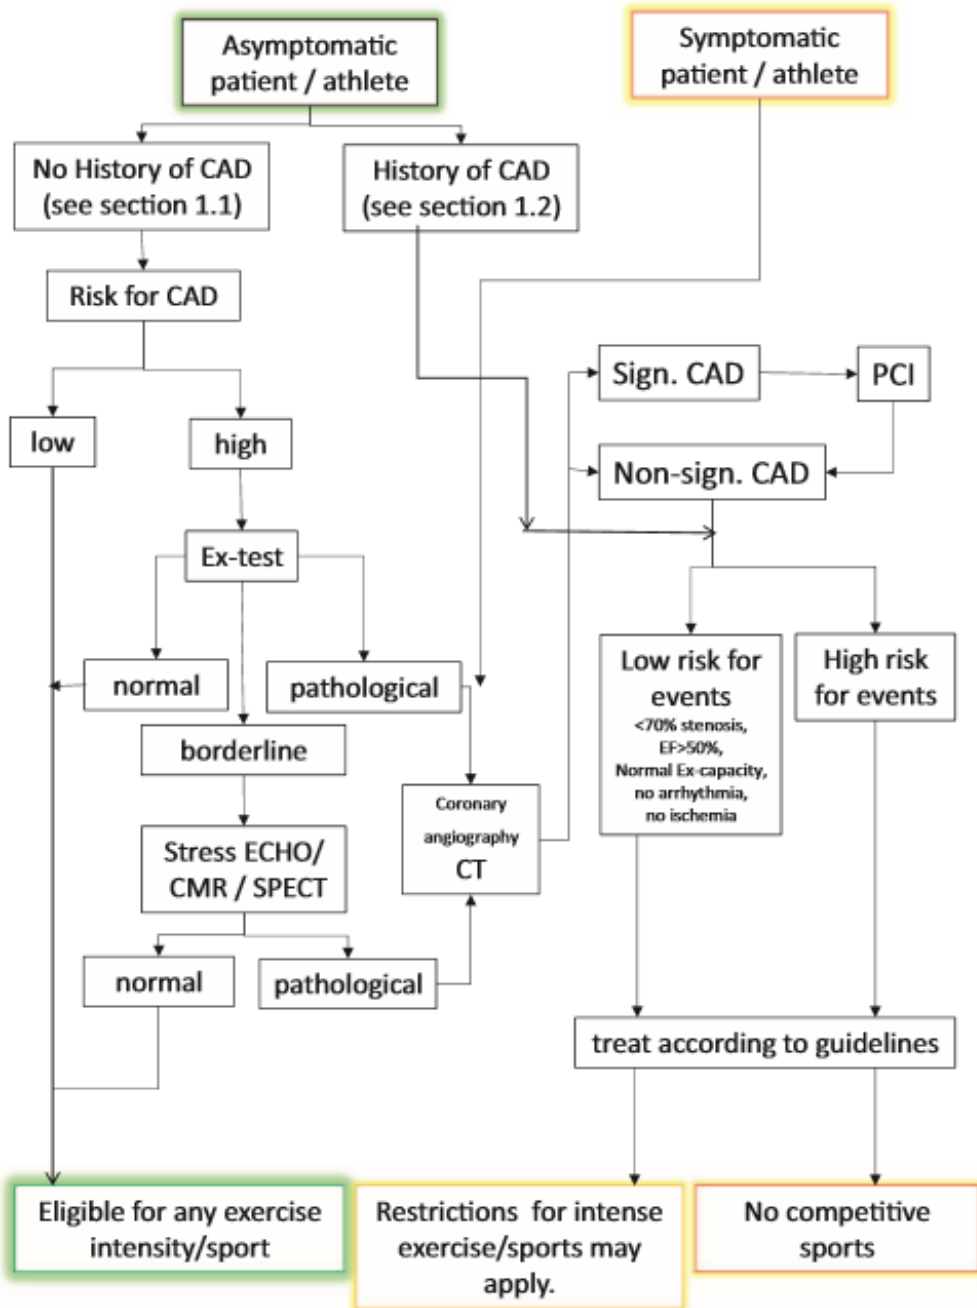 Asymptomatic
patient / athlete
Symptomatic
patient / athlete
No History of CAD
(see section 1.1)
History of CAD
(see section 1.2)
Risk for CAD
Sign. CAD
PCI
low
high
Non-sign. CAD
Ex-test
normal
pathological
Low risk for
events
<70% stenosis,
EF>50%,
Normal Ex-capacity,
no arrhythmia,
no ischemia
High risk
for events
borderline
Coronary
angiography
CT
Stress ECHO/
CMR / SPECT
normal
pathological
treat according to guidelines
Eligible for any exercise
intensity/sport
Restrictions for intense
exercise/sports may
apply.
No competitive
sports